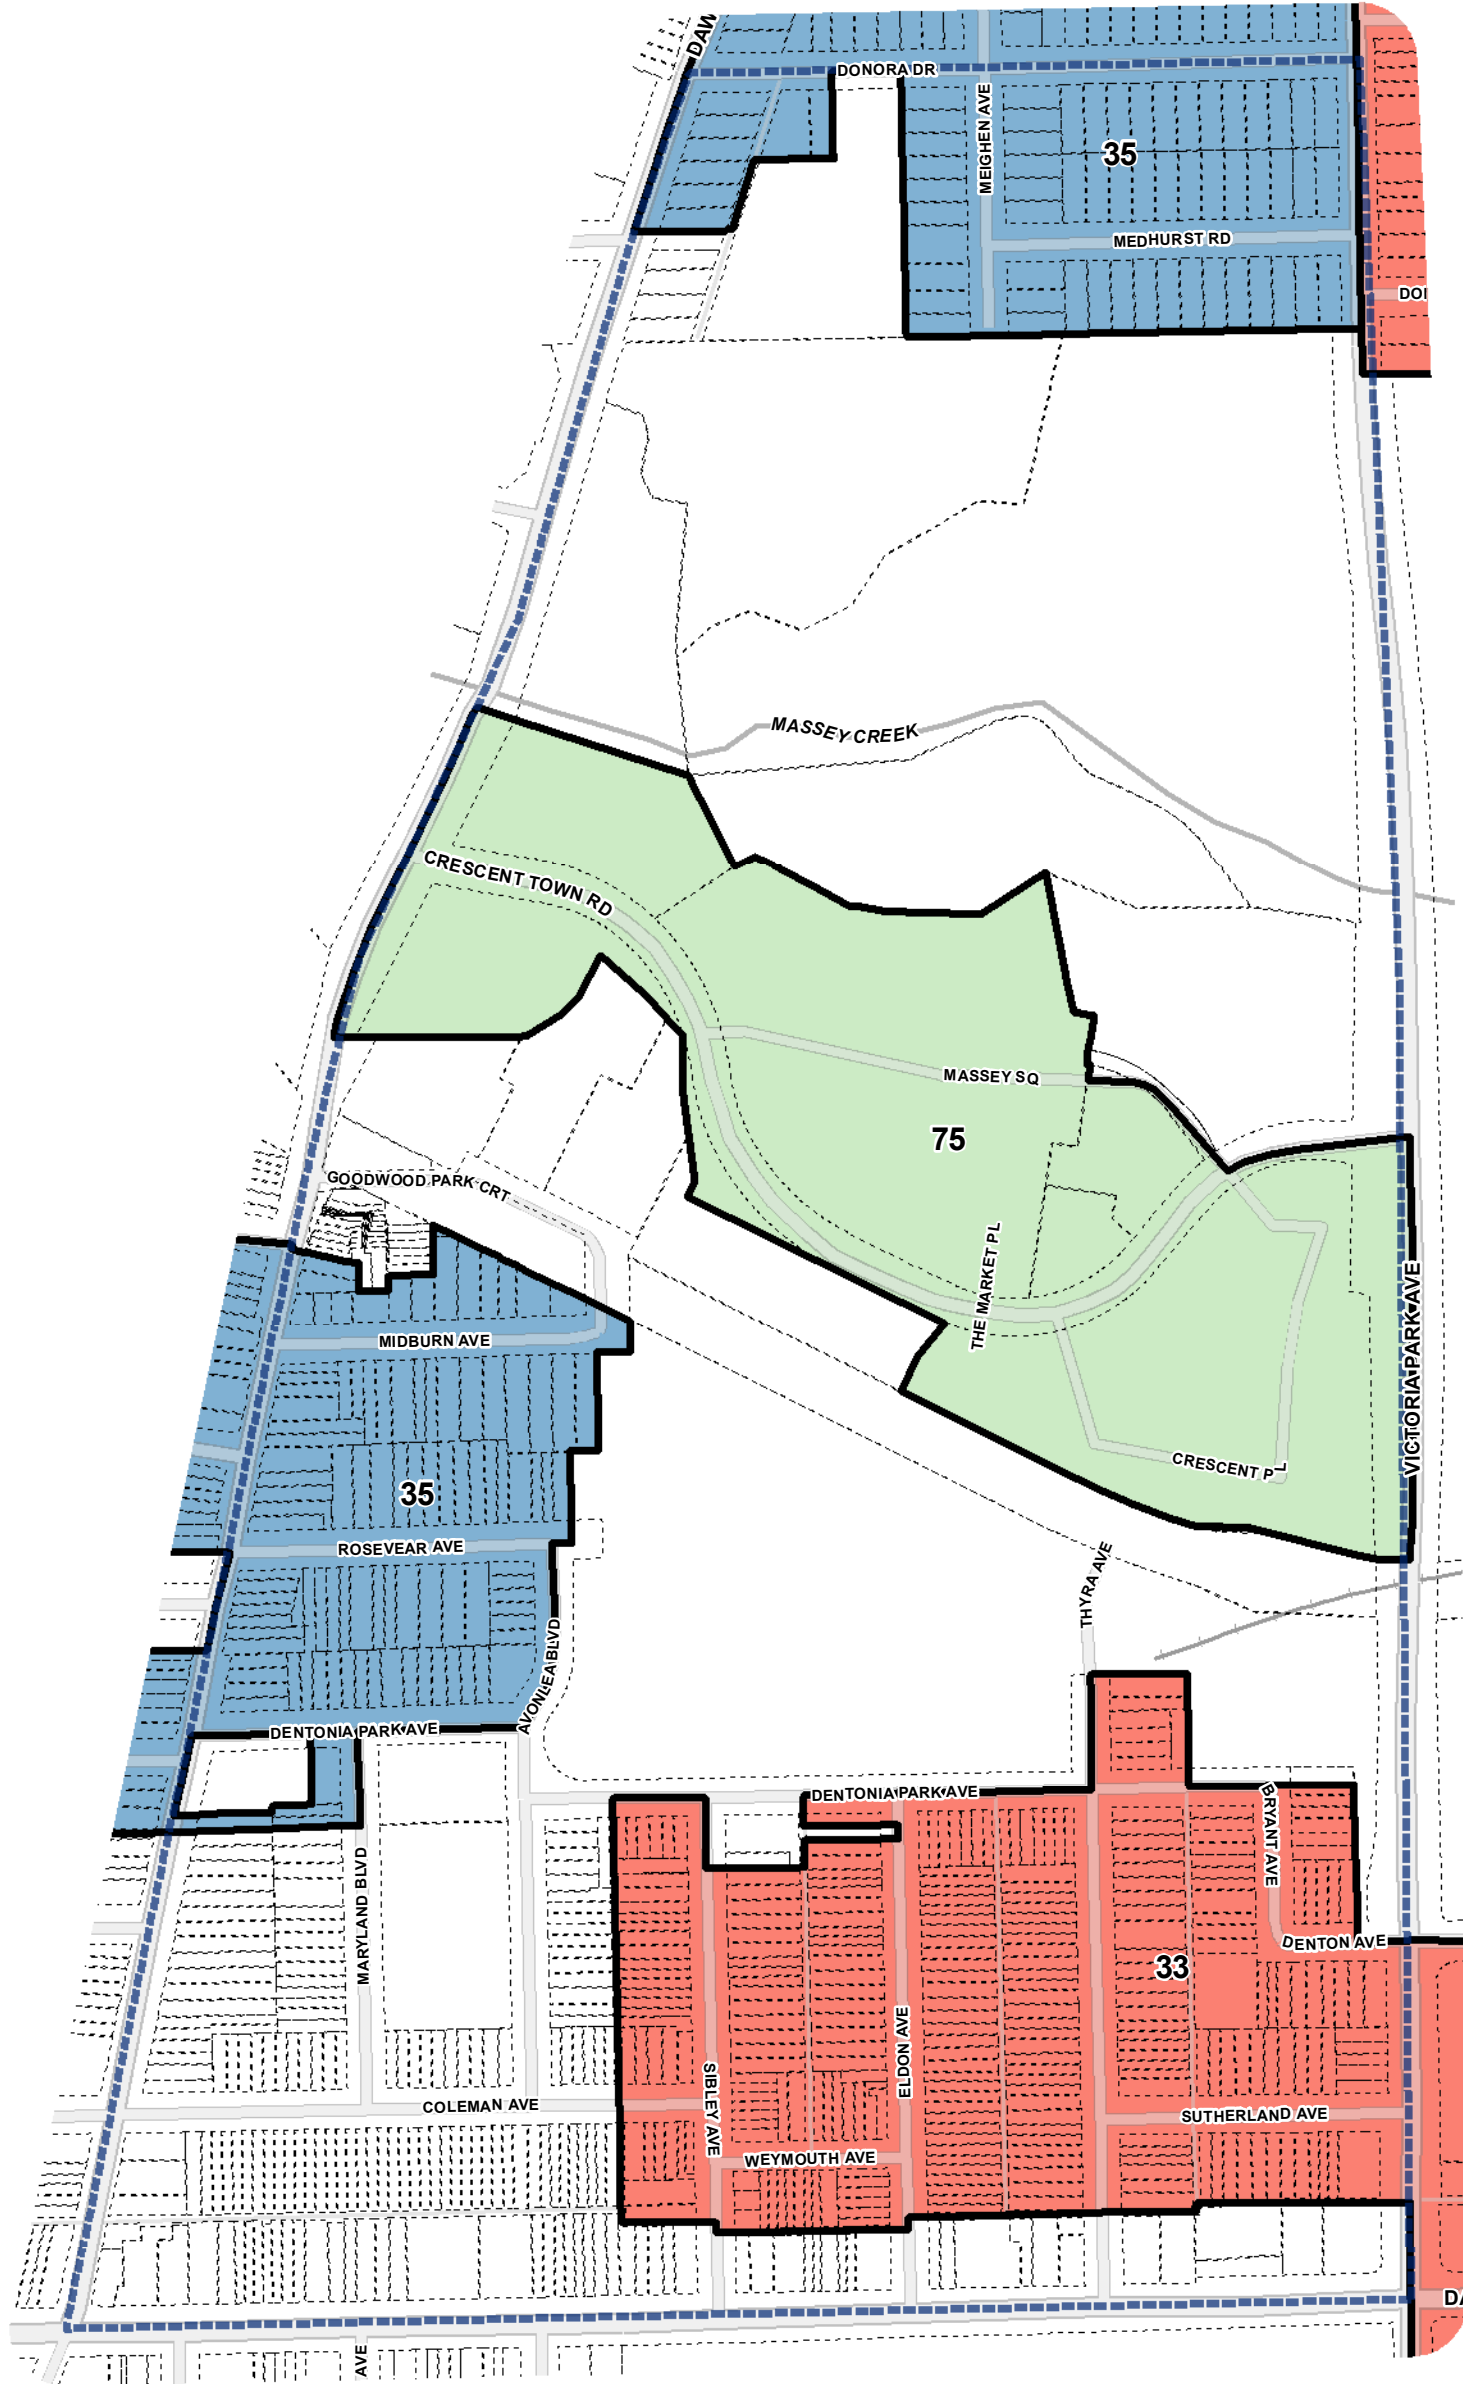 DAW
DONORA DR
MEIGHEN AVE
35
MEDHURST RD
DOI
MASSEY CREEK
CRESCENT TOWN RD
MASSEY SQ
75
GOODWOOD PARK CRT
THE MARKET PL
VICTORIA PARK AVE
MIDBURN AVE
CRESCENT PL
35
ROSEVEAR AVE
THYRA AVE
AVONLEA BLVD
DENTONIA PARK AVE
DENTONIA PARK AVE
BRYANT AVE
MARYLAND BLVD
DENTON AVE
33
ELDON AVE
SIBLEY AVE
COLEMAN AVE
SUTHERLAND AVE
WEYMOUTH AVE
DA
AVE